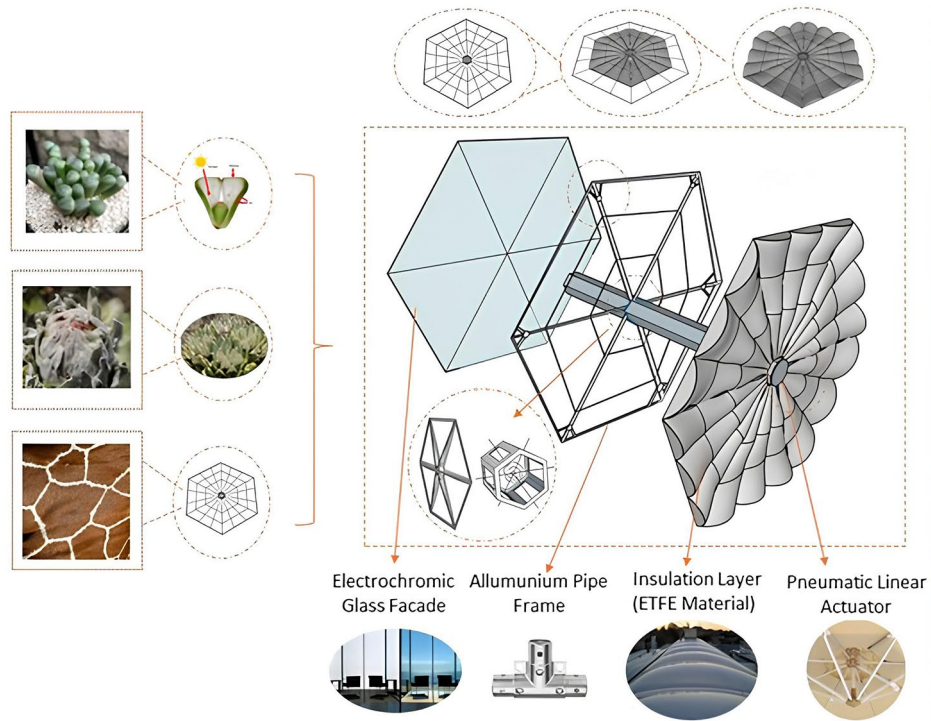 Electrochromic
Glass Facade
Allumunium Pipe
Frame
Insulation Layer
(ETFE Material)
Pneumatic Linear
Actuator